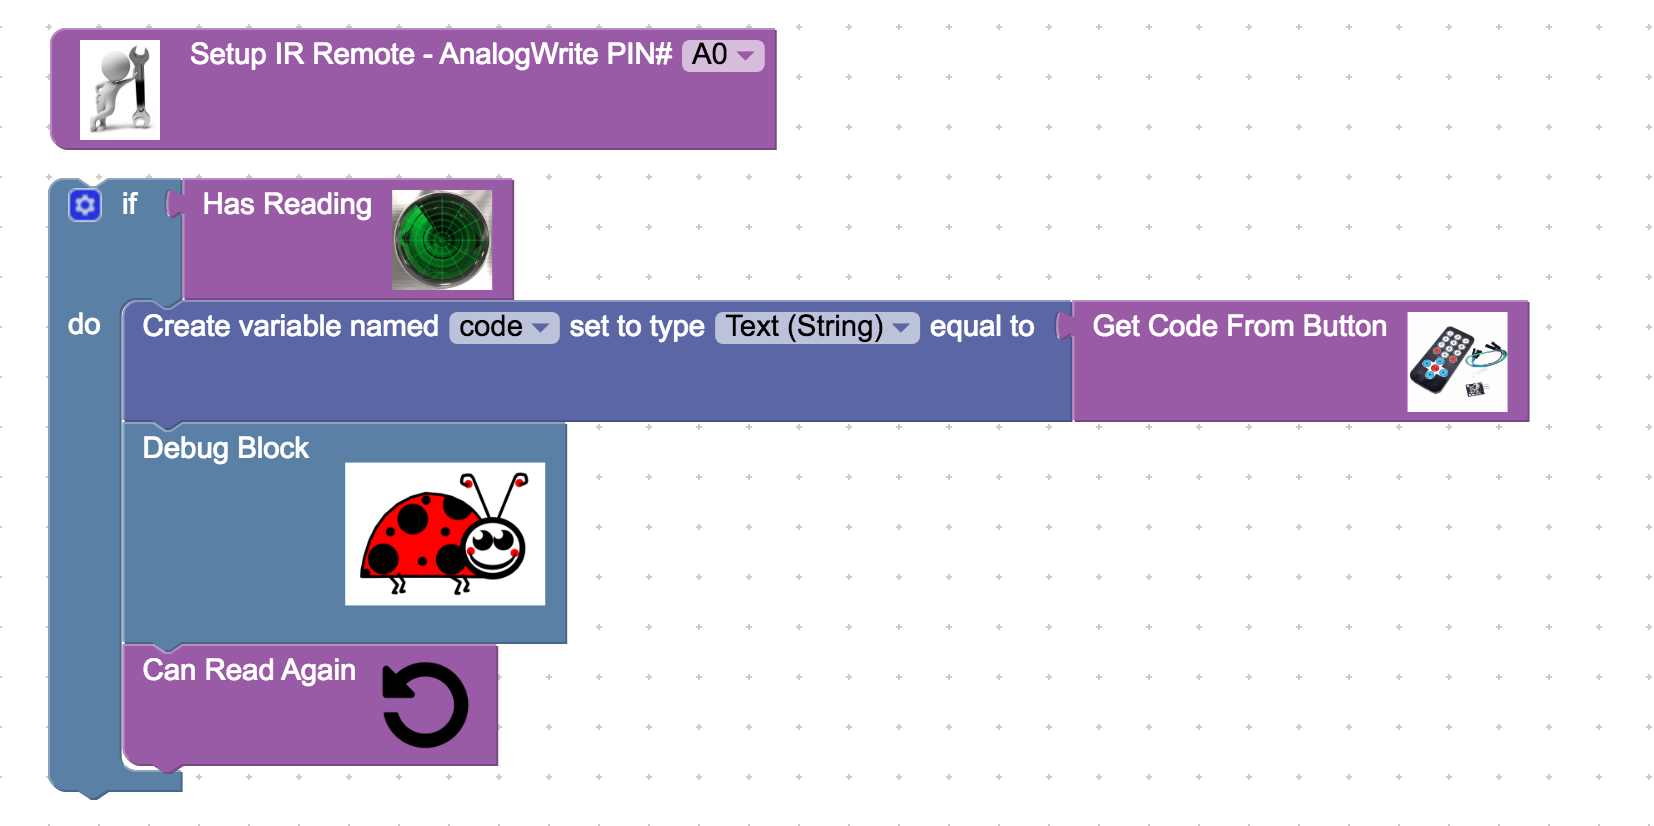 Setup IR Remote - AnalogWrite PIN# A0
if Has Reading
do Create variable named code set to type Text (String) equal to Get Code From Button
Debug Block
Can Read Again